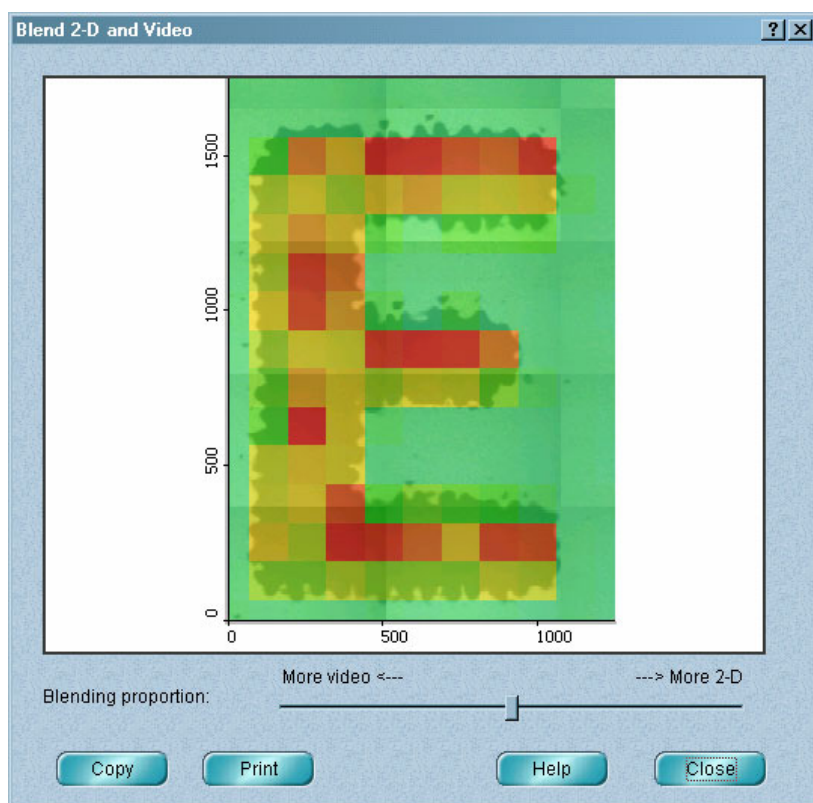 Blend 2-D and Video
1500
1000
500
0
0 500 1000
More video <--- ---> More 2-D
Blending proportion:
Copy Print Help Close